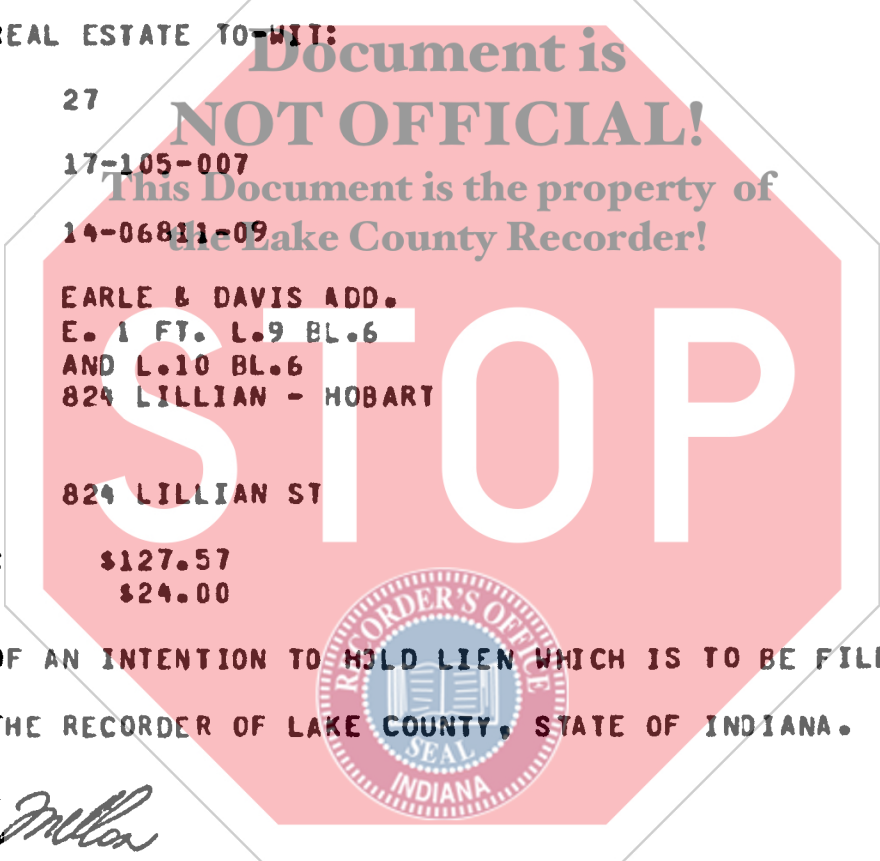 REAL ESTATE TO-WIT:
Document is
27
NOT OFFICIAL!
17-105-007
This Document is the property of
14-06811-09
the Lake County Recorder!
EARLE & DAVIS ADD.
E. 1 FT. L.9 BL.6
AND L.10 BL.6
824 LILLIAN - HOBART
STOP
824 LILLIAN ST
$127.57
$24.00
RECORDER'S OFFICE
OF AN INTENTION TO HOLD LIEN WHICH IS TO BE FILE
THE RECORDER OF LAKE COUNTY, STATE OF INDIANA.
SEAL
INDIANA